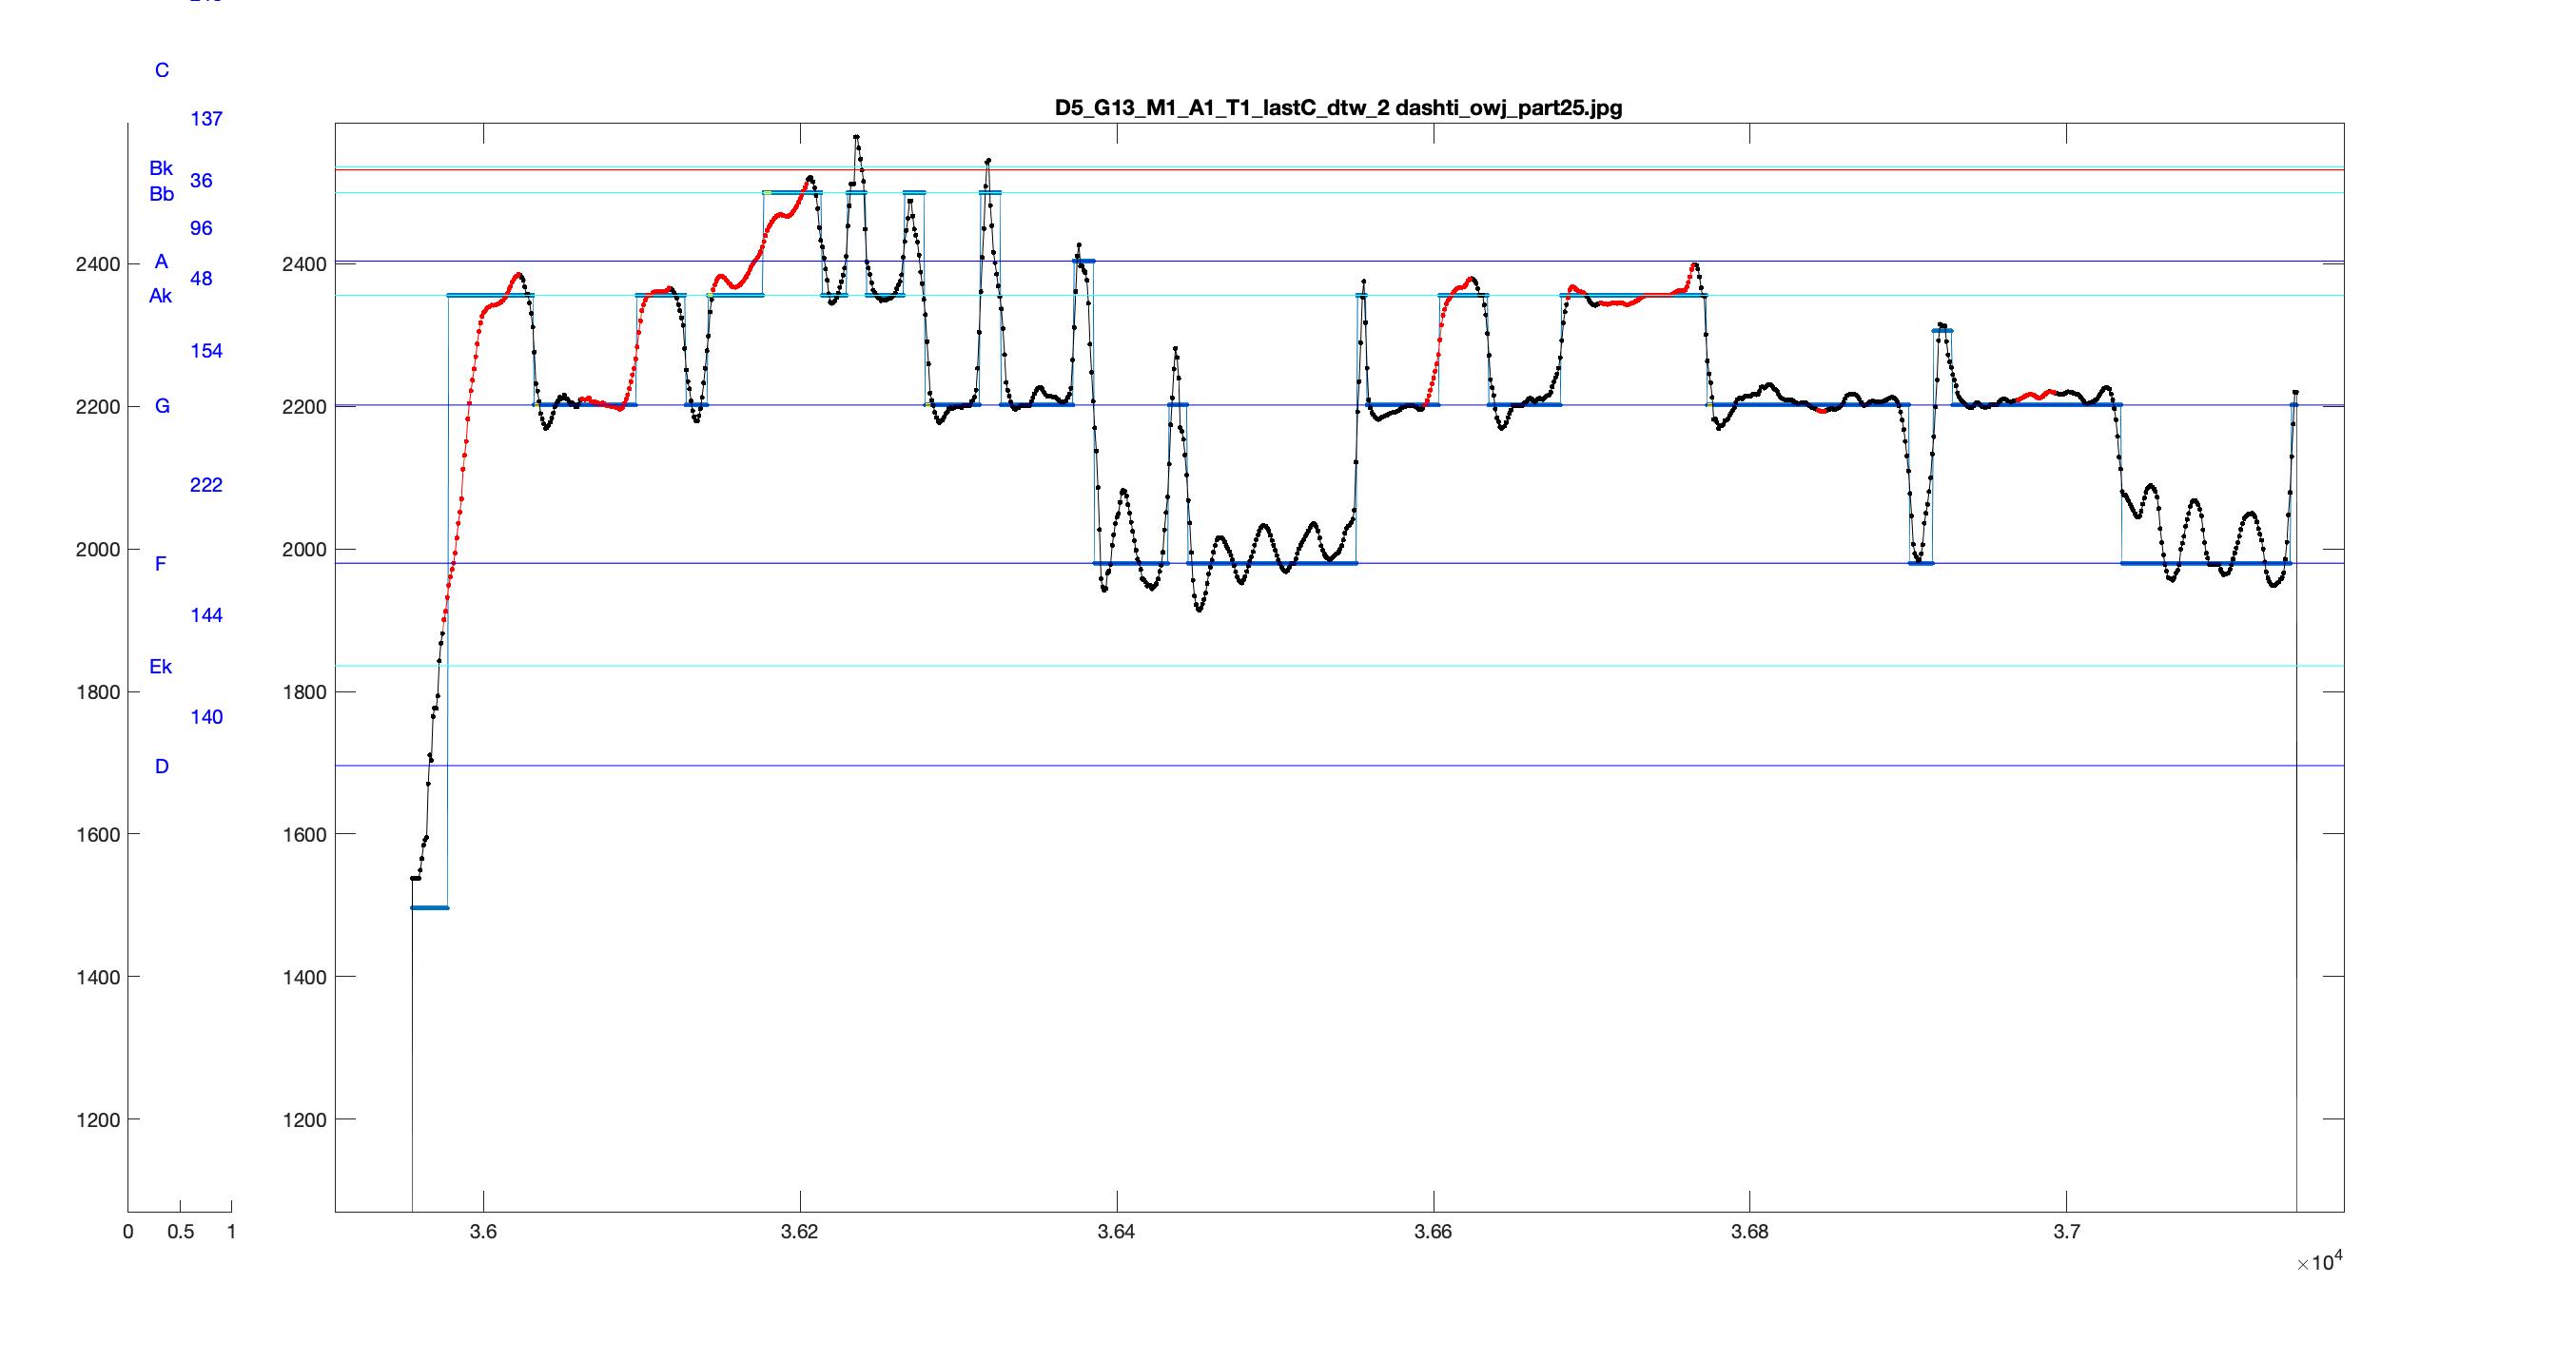 C
137
D5_G13_M1_A1_T1_lastC_dtw_2 dashti_owj_part25.jpg
Bk
36
Bb
96
2400 A 2400
48
Ak
154
2200 G 2200
222
2000 2000
F
144
Ek
1800 1800
140
D
1600 1600
1400 1400
1200 1200
0 0.5 1 3.6 3.62 3.64 3.66 3.68 3.7
×10^4